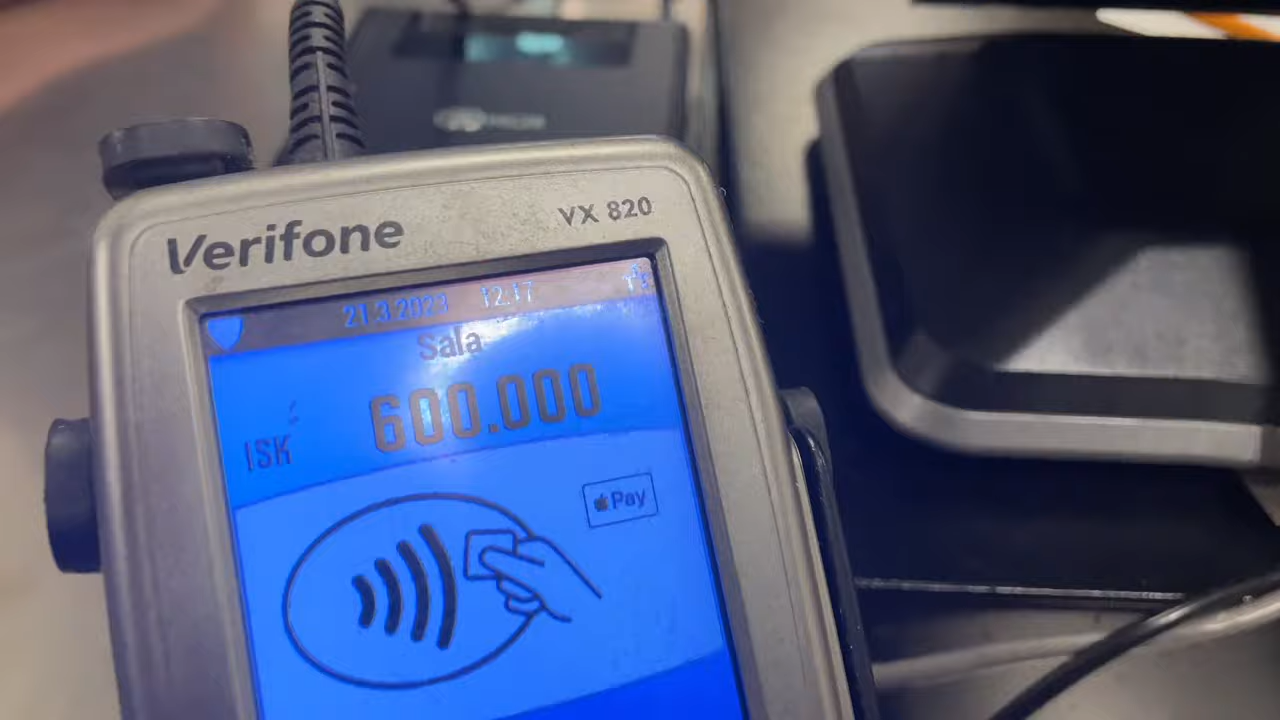 Verifone
VX 820
21.3.2023 12:17
Sala
600.000
ISK
Pay